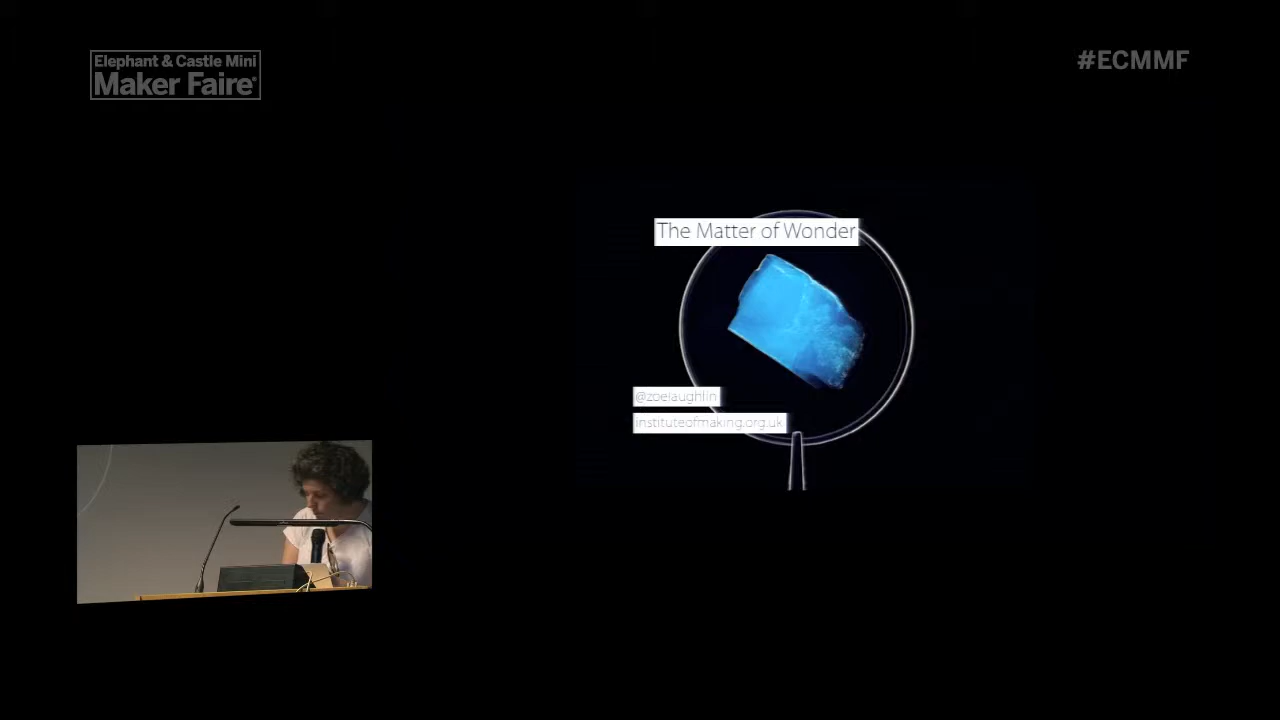 Elephant & Castle Mini
Maker Faire®
#ECMMF
The Matter of Wonder
@zoelaughlin
instituteofmaking.org.uk